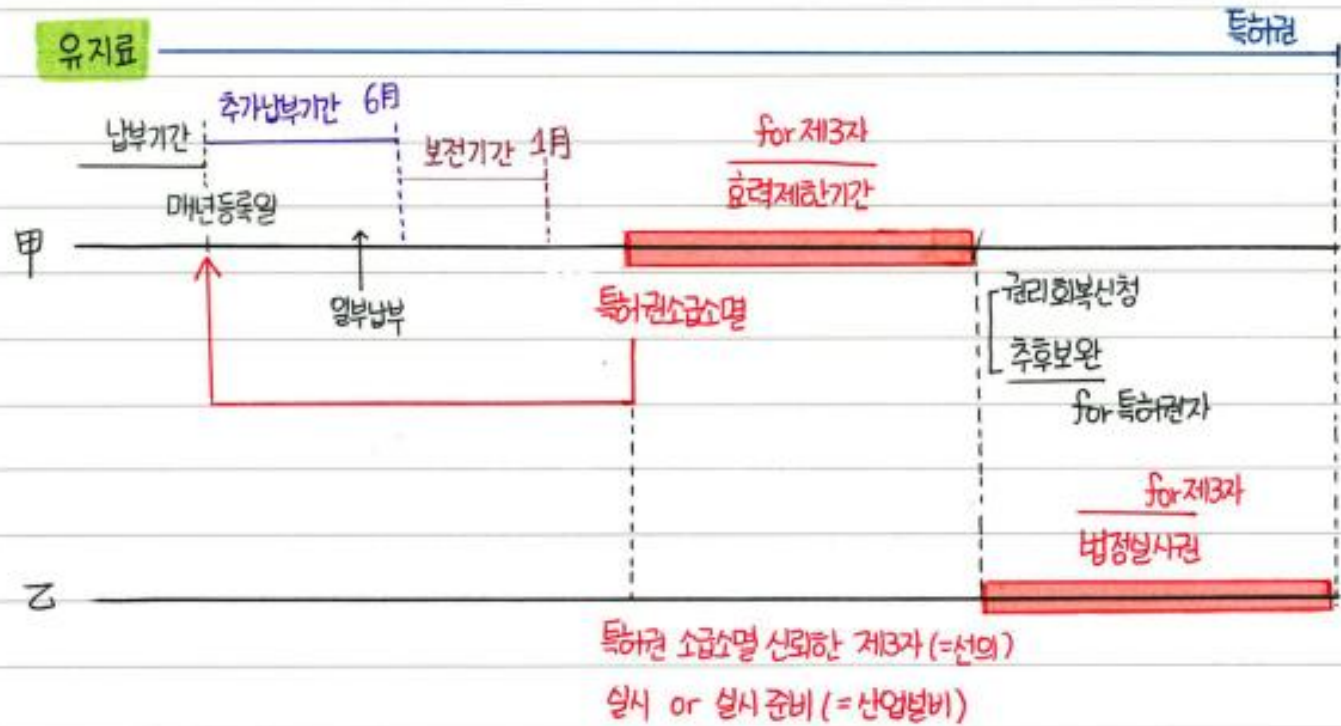 특허권
유지료
추가납부기간 6月
납부기간
보전기간 1月
for 제3자
효력제한기간
매년등록일
甲
일부납부
특허권소급소멸
권리회복신청
추후보완
for 특허권자
for 제3자
법정실시권
乙
특허권 소급소멸 신뢰한 제3자 (=선의)
실시 or 실시 준비 (=산업설비)